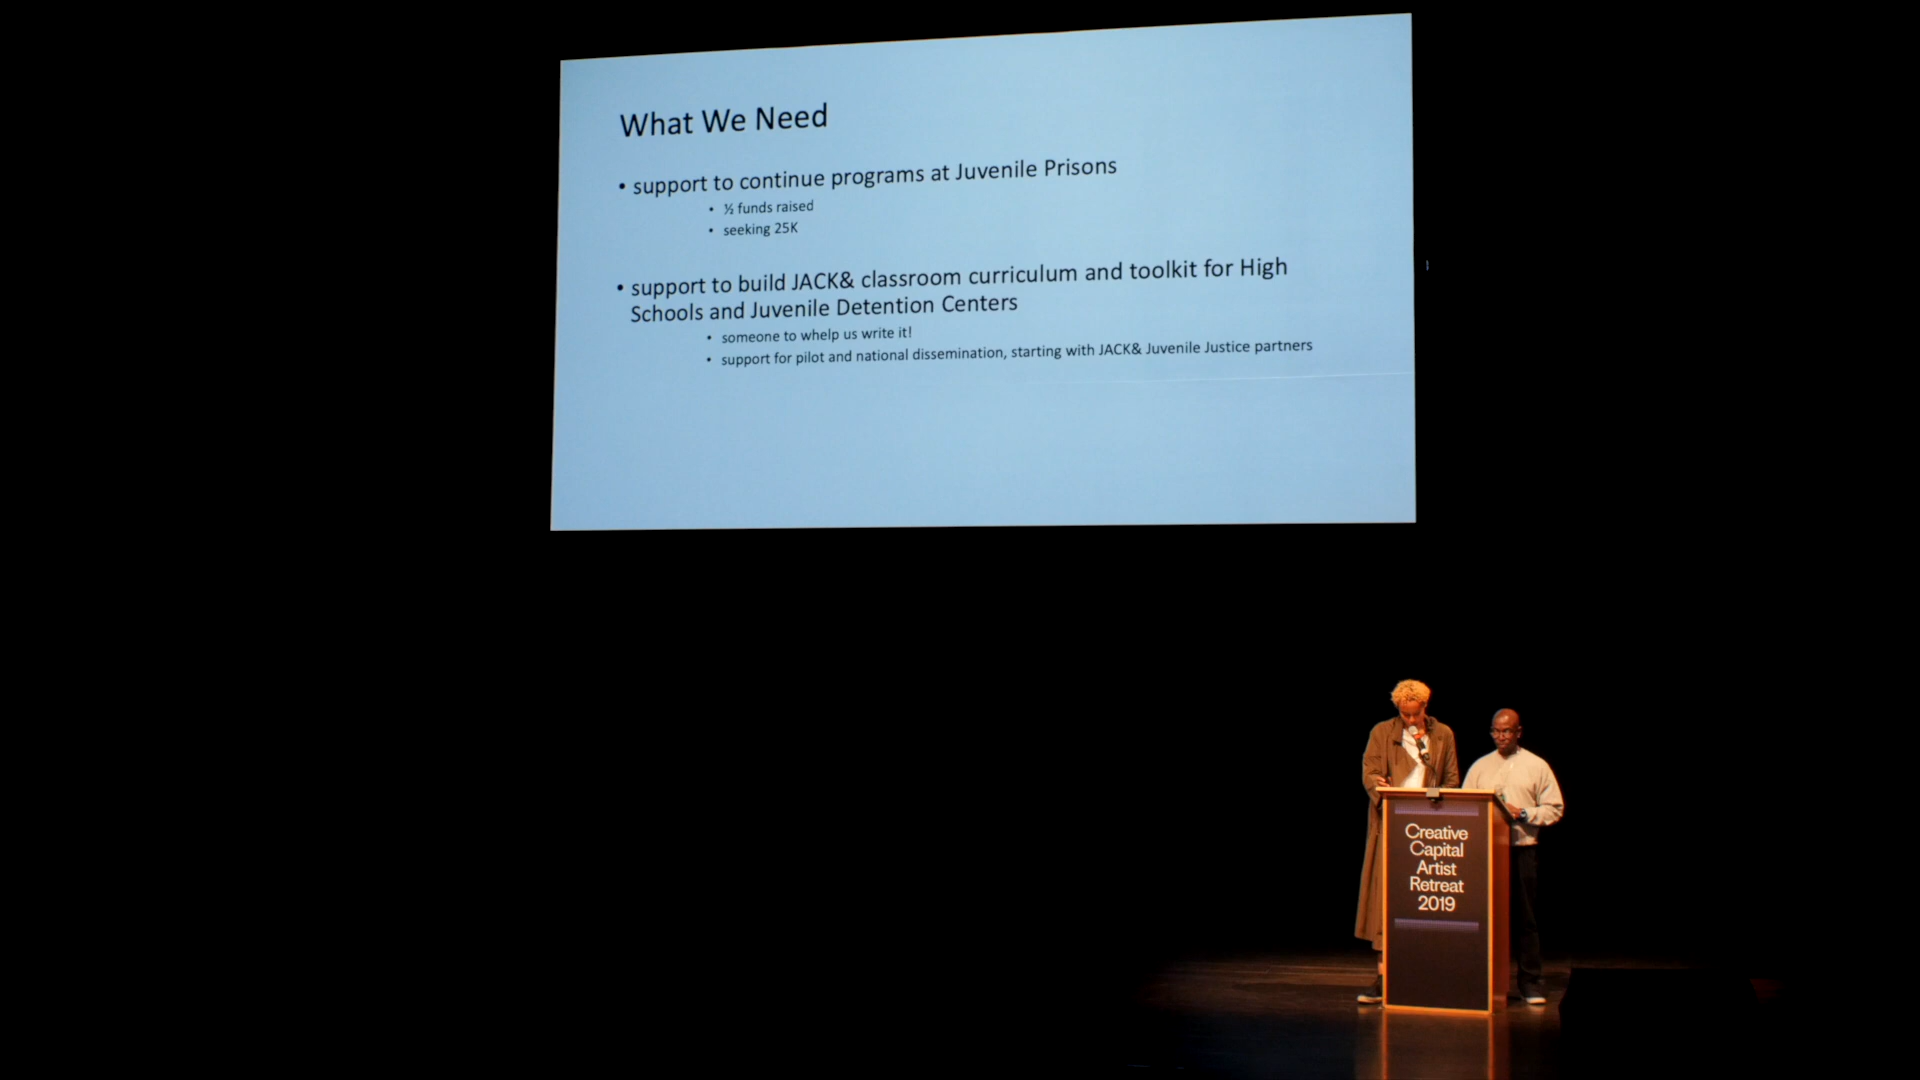 What We Need
• support to continue programs at Juvenile Prisons
• ½ funds raised
• seeking 25K
• support to build JACK& classroom curriculum and toolkit for High
Schools and Juvenile Detention Centers
• someone to whelp us write it!
• support for pilot and national dissemination, starting with JACK& Juvenile Justice partners
Creative
Capital
Artist
Retreat
2019